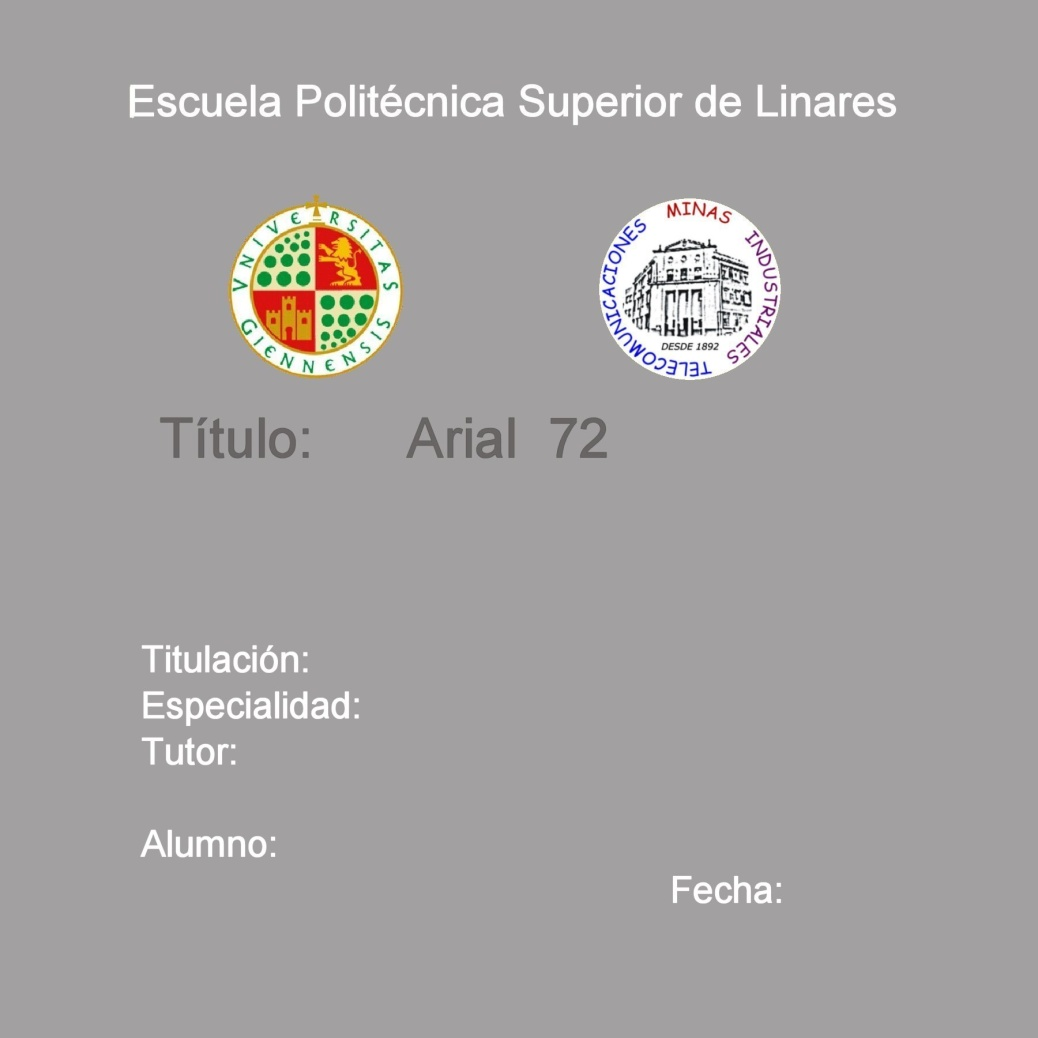 Escuela Politécnica Superior de Linares
VNIVERSITAS GIENNENSIS
MINAS INDUSTRIALES TELECOMUNICACIONES
DESDE 1892
Título: Arial 72
Titulación:
Especialidad:
Tutor:
Alumno:
Fecha: